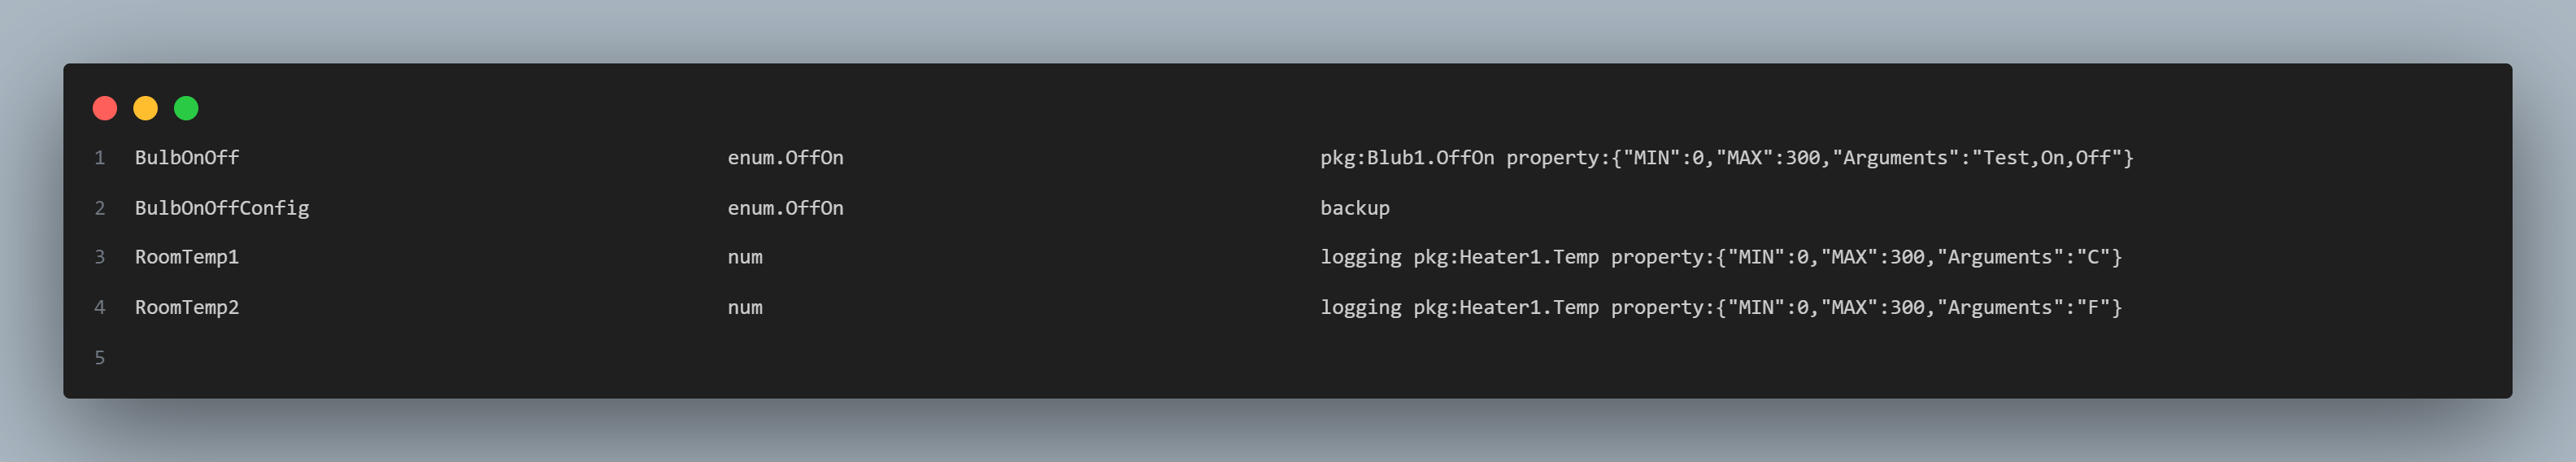 1 BulbOnOff enum.OffOn pkg:Blub1.OffOn property:{"MIN":0,"MAX":300,"Arguments":"Test,On,Off"}
2 BulbOnOffConfig enum.OffOn backup
3 RoomTemp1 num logging pkg:Heater1.Temp property:{"MIN":0,"MAX":300,"Arguments":"C"}
4 RoomTemp2 num logging pkg:Heater1.Temp property:{"MIN":0,"MAX":300,"Arguments":"F"}
5